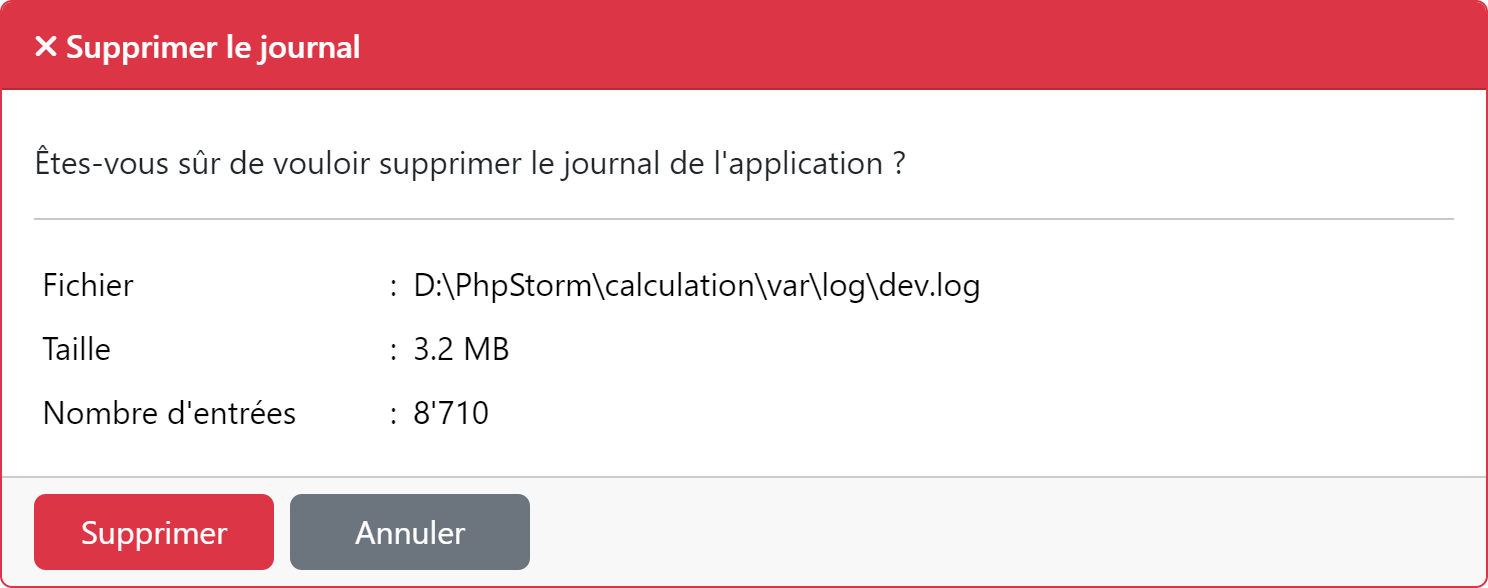 Supprimer le journal
Êtes-vous sûr de vouloir supprimer le journal de l'application ?
Fichier : D:\PhpStorm\calculation\var\log\dev.log
Taille : 3.2 MB
Nombre d'entrées : 8'710
Supprimer Annuler